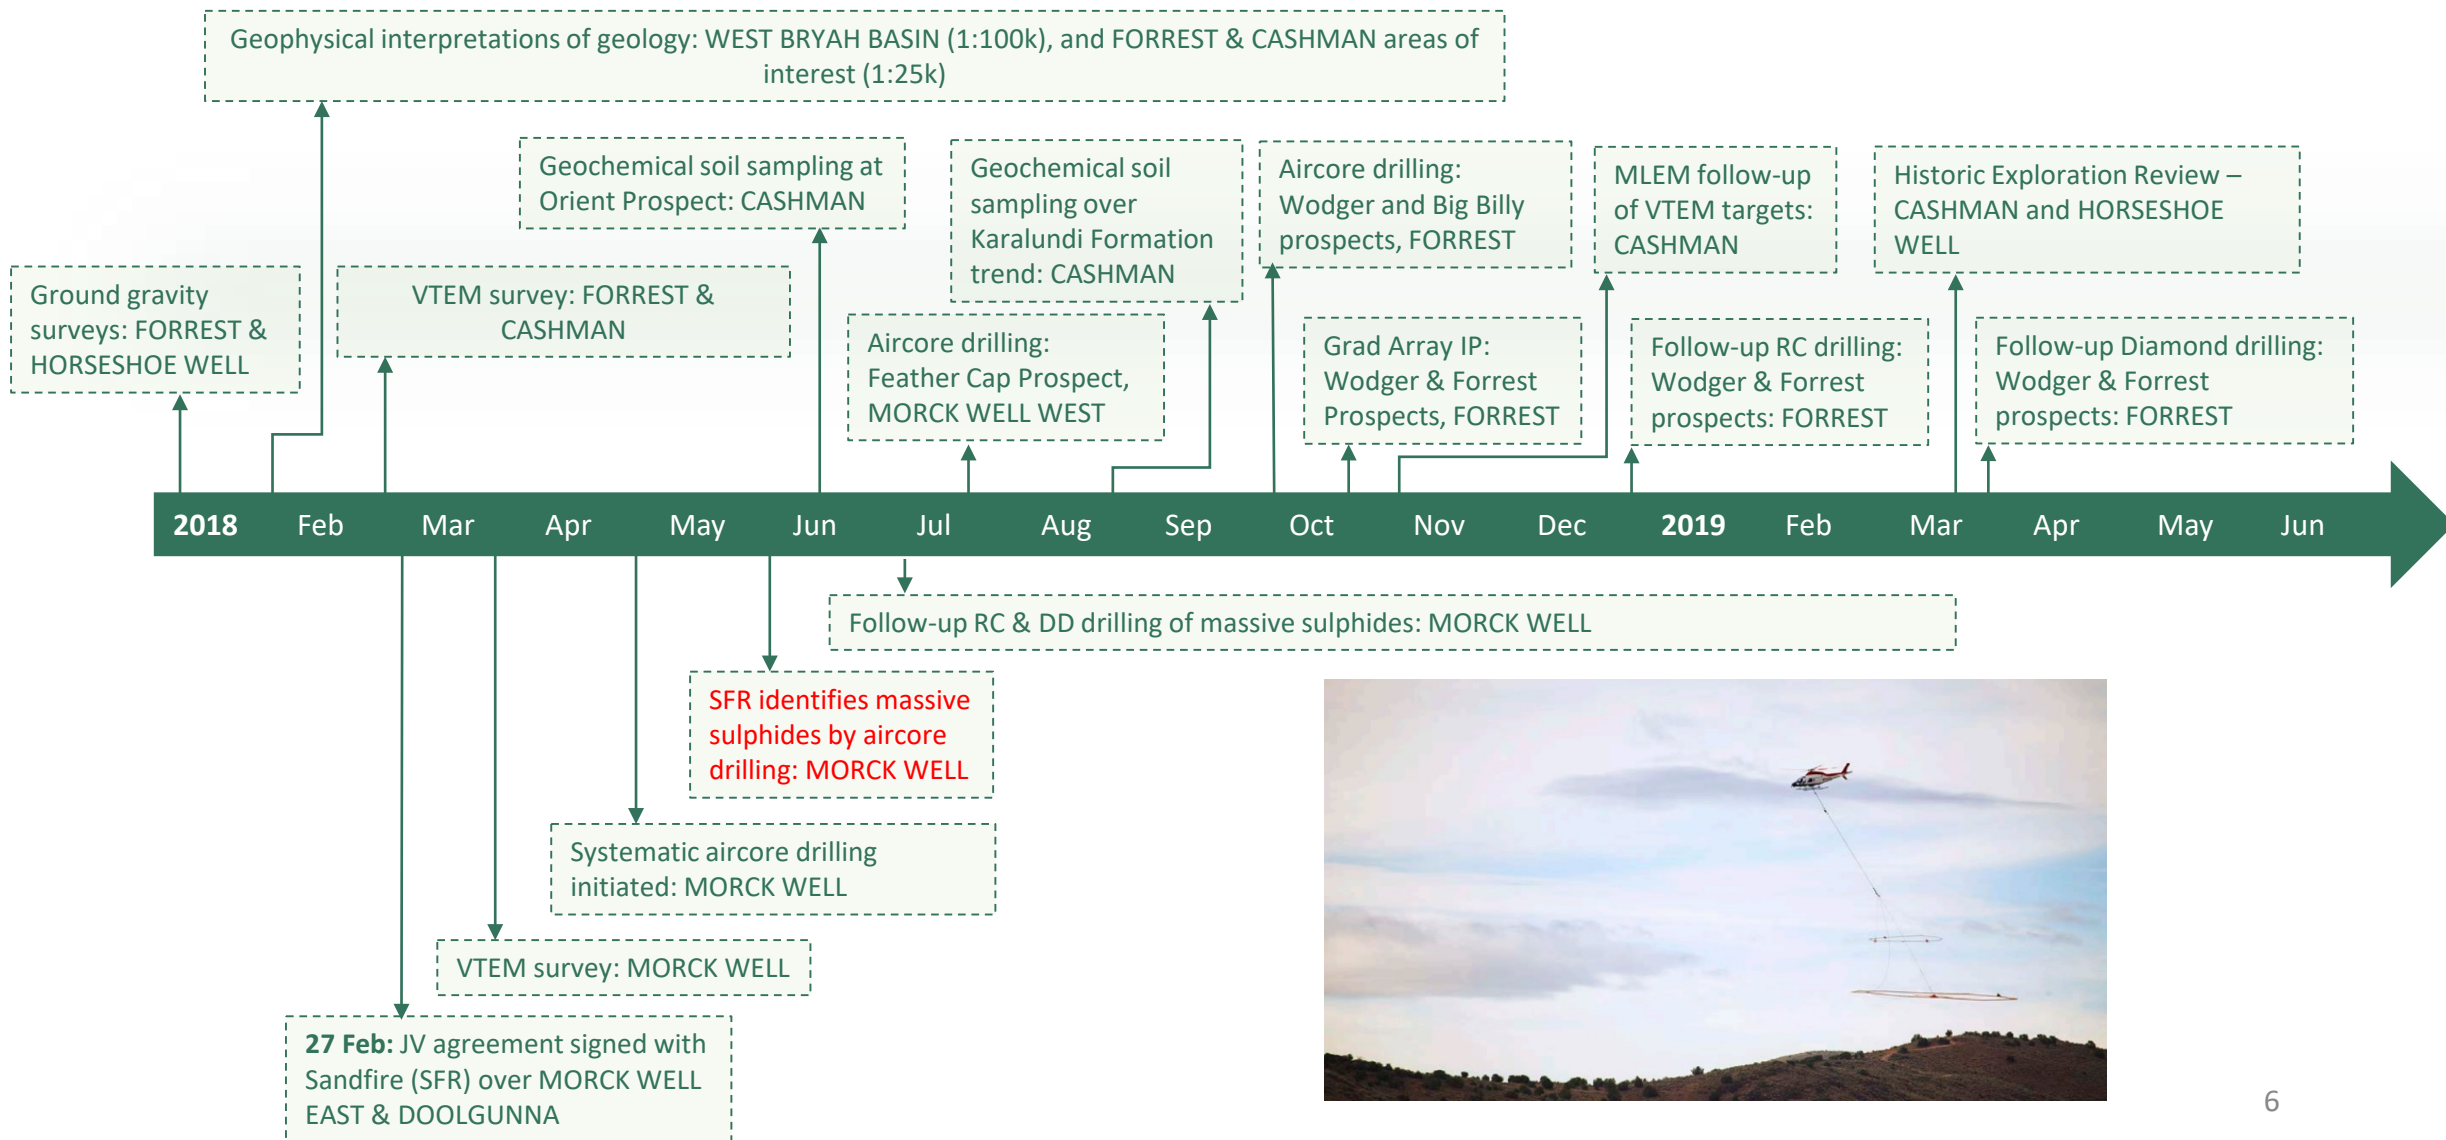 Geophysical interpretations of geology: WEST BRYAH BASIN (1:100k), and FORREST & CASHMAN areas of
interest (1:25k)
Ground gravity
surveys: FORREST &
HORSESHOE WELL
VTEM survey: FORREST &
CASHMAN
Geochemical soil sampling at
Orient Prospect: CASHMAN
Aircore drilling:
Feather Cap Prospect,
MORCK WELL WEST
Geochemical soil
sampling over
Karalundi Formation
trend: CASHMAN
Aircore drilling:
Wodger and Big Billy
prospects, FORREST
Grad Array IP:
Wodger & Forrest
Prospects, FORREST
MLEM follow-up
of VTEM targets:
CASHMAN
Follow-up RC drilling:
Wodger & Forrest
prospects: FORREST
Historic Exploration Review –
CASHMAN and HORSESHOE
WELL
Follow-up Diamond drilling:
Wodger & Forrest
prospects: FORREST
2018 Feb Mar Apr May Jun Jul Aug Sep Oct Nov Dec 2019 Feb Mar Apr May Jun
Follow-up RC & DD drilling of massive sulphides: MORCK WELL
SFR identifies massive
sulphides by aircore
drilling: MORCK WELL
Systematic aircore drilling
initiated: MORCK WELL
VTEM survey: MORCK WELL
27 Feb: JV agreement signed with
Sandfire (SFR) over MORCK WELL
EAST & DOOLGUNNA
6